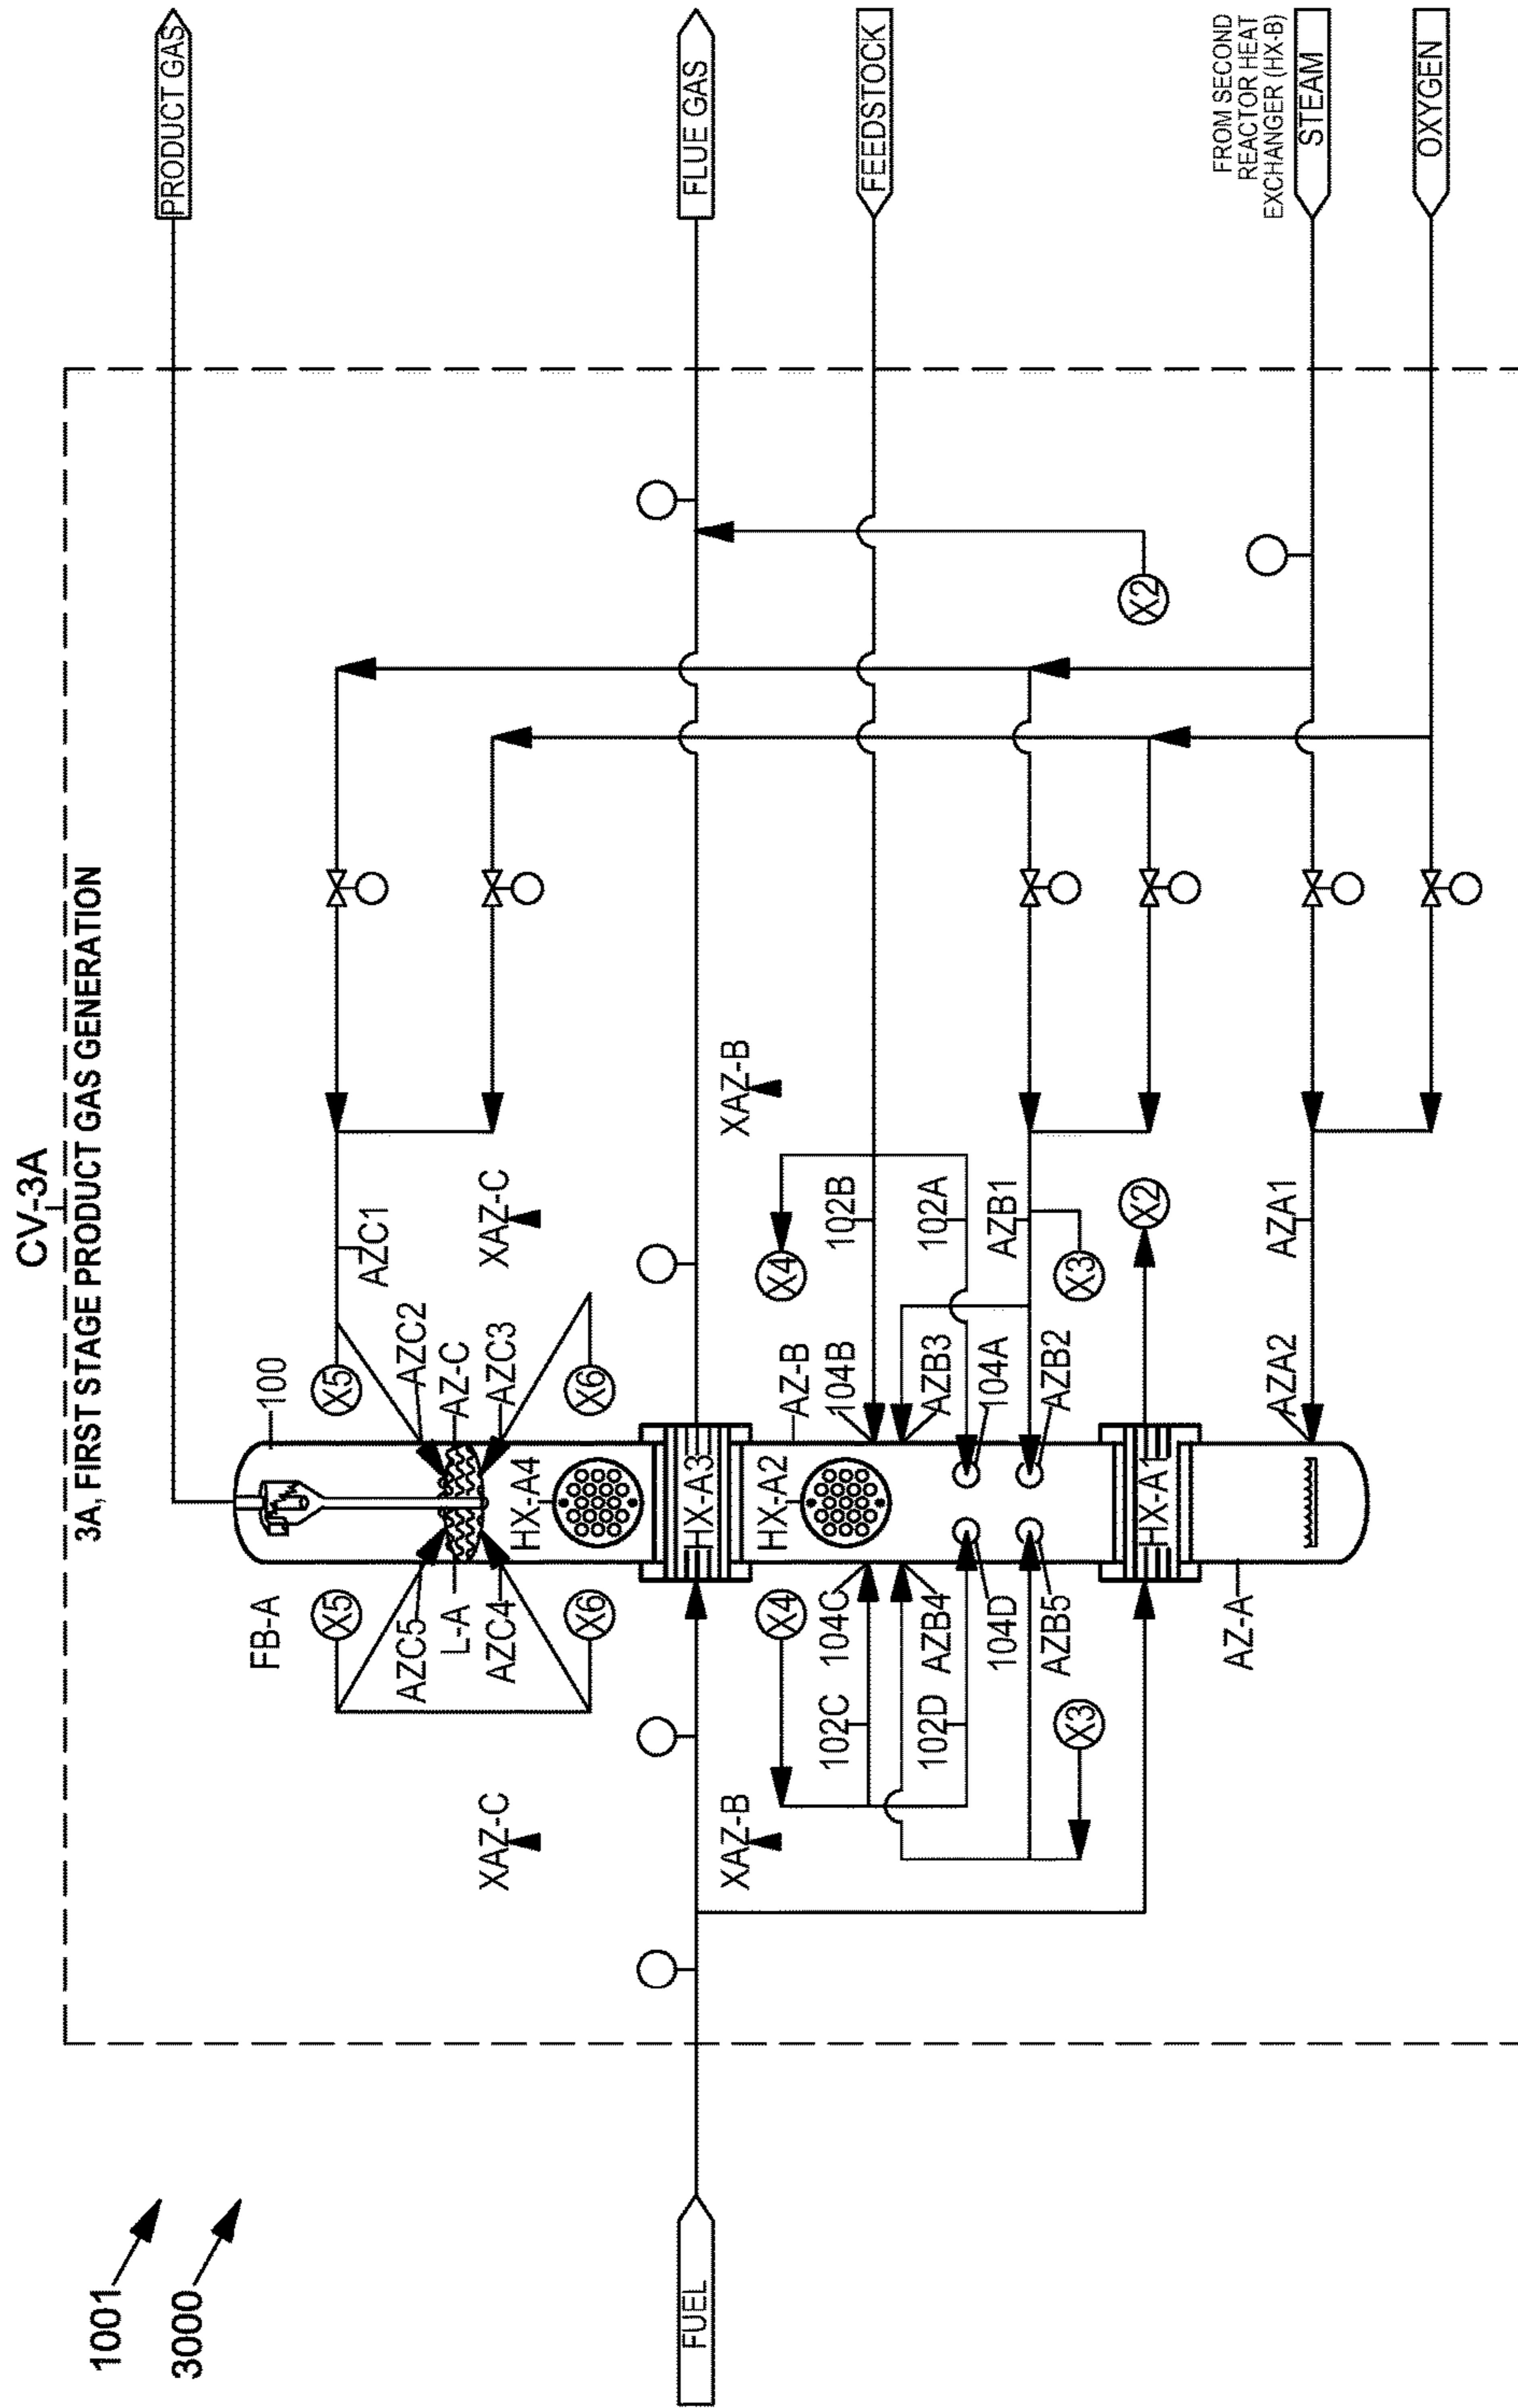 CV-3A
3A, FIRST STAGE PRODUCT GAS GENERATION
1001
3000
PRODUCT GAS
FLUE GAS
FEEDSTOCK
FROM SECOND
REACTOR HEAT
EXCHANGER (HX-B)
STEAM
OXYGEN
FUEL
FB-A
100
X5
X5
AZC1
AZC2
AZ-C
AZC3
AZC5
L-A
AZC4
X6
X6
XAZ-C
XAZ-C
HX-A4
HX-A3
XAZ-B
XAZ-B
HX-A2
AZ-B
X4
X4
102B
104B
102C
104C
AZB3
AZB4
102A
104A
102D
104D
AZB1
AZB2
AZB5
X3
X3
HX-A1
X2
X2
AZA1
AZA2
AZ-A